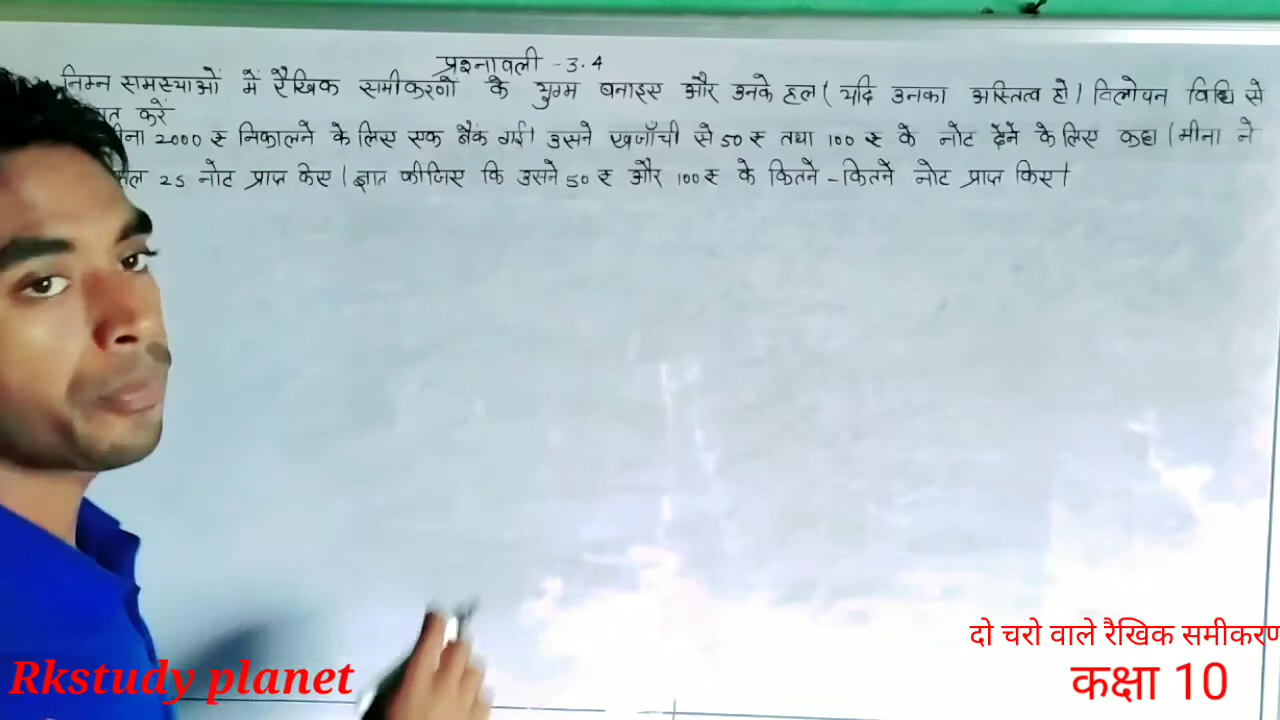 प्रश्नावली - 3.4
निम्न समस्याओं में रैखिक समीकरणों के युग्म बनाइए और उनके हल ( यदि उनका अस्तित्व हो ) विलोपन विधि से
करें
2000 ₹ निकालने के लिए एक बैंक गई। उसने खजाँची से 50 ₹ तथा 100 ₹ के नोट देने के लिए कहा । मीना ने
25 नोट प्राप्त किए । ज्ञात कीजिए कि उसने 50 ₹ और 100 ₹ के कितने - कितने नोट प्राप्त किए।
दो चरो वाले रैखिक समीकरण
कक्षा 10
Rkstudy planet